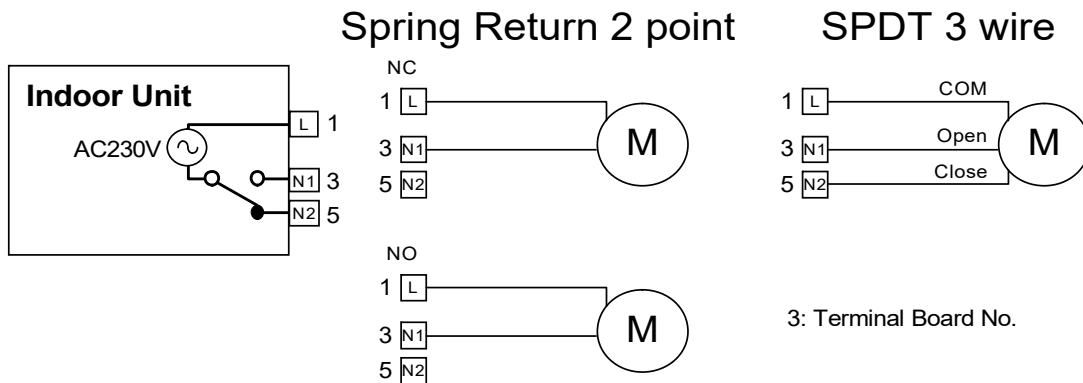 Spring Return 2 point
SPDT 3 wire
Indoor Unit
AC230V
L 1
N1 3
N2 5
NC
1 L
3 N1
5 N2
M
NO
1 L
3 N1
5 N2
M
1 L COM
3 N1 Open
5 N2 Close
M
3: Terminal Board No.